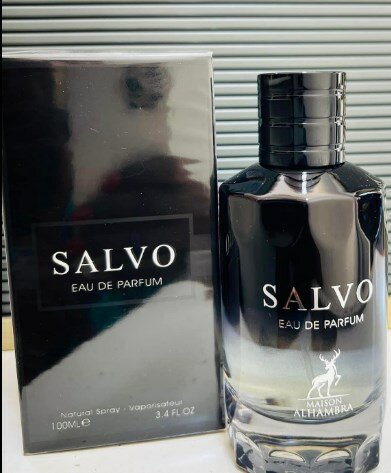 SALVO
EAU DE PARFUM
Natural Spray - Vaporisateur
100ML℮ 3.4 FL OZ
SALVO
EAU DE PARFUM
MAISON
ALHAMBRA